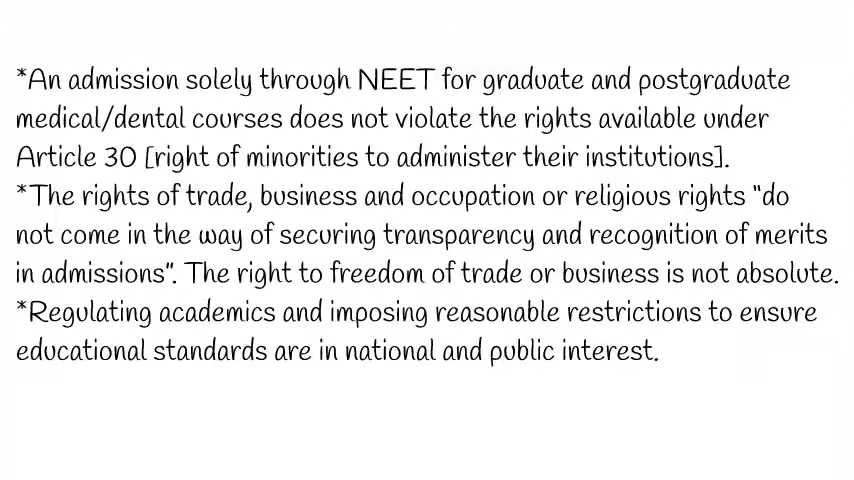 *An admission solely through NEET for graduate and postgraduate
medical/dental courses does not violate the rights available under
Article 30 [right of minorities to administer their institutions].
*The rights of trade, business and occupation or religious rights "do
not come in the way of securing transparency and recognition of merits
in admissions". The right to freedom of trade or business is not absolute.
*Regulating academics and imposing reasonable restrictions to ensure
educational standards are in national and public interest.